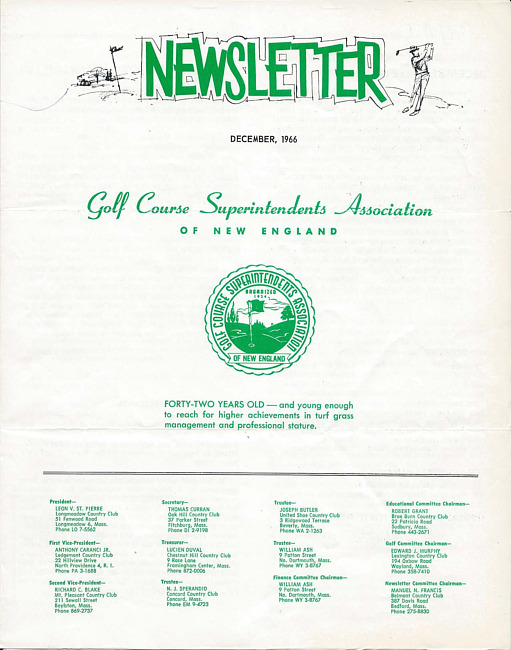 NEWSLETTER
DECEMBER, 1966
Golf Course Superintendents Association
OF NEW ENGLAND
GOLF COURSE SUPERINTENDENTS ASSOCIATION
ORGANIZED
1924
OF NEW ENGLAND
FORTY-TWO YEARS OLD — and young enough
to reach for higher achievements in turf grass
management and professional stature.
President—
LEON V. ST. PIERRE
Longmeadow Country Club
51 Fenwood Road
Longmeadow 6, Mass.
Phone LO 7-5562
First Vice-President—
ANTHONY CARANCI JR.
Ledgemont Country Club
22 Hillview Drive
North Providence 4, R. I.
Phone PA 3-1688
Second Vice-President—
RICHARD C. BLAKE
Mt. Pleasant Country Club
211 Sewall Street
Boylston, Mass.
Phone 869-2737
Secretary—
THOMAS CURRAN
Oak Hill Country Club
37 Parker Street
Fitchburg, Mass.
Phone DI 2-9198
Treasurer—
LUCIEN DUVAL
Chestnut Hill Country Club
9 Rose Lane
Framingham Center, Mass.
Phone 872-0006
Trustee—
N. J. SPERANDIO
Concord Country Club
Concord, Mass.
Phone EM 9-4723
Trustee—
JOSEPH BUTLER
United Shoe Country Club
3 Ridgewood Terrace
Beverly, Mass.
Phone WA 2-1263
Trustee—
WILLIAM ASH
9 Patton Street
No. Dartmouth, Mass.
Phone WY 3-8767
Finance Committee Chairman—
WILLIAM ASH
9 Patton Street
No. Dartmouth, Mass.
Phone WY 3-8767
Educational Committee Chairman—
ROBERT GRANT
Brae Burn Country Club
22 Patricia Road
Sudbury, Mass.
Phone 443-2671
Golf Committee Chairman—
EDWARD J. MURPHY
Lexington Country Club
194 Oxbow Road
Wayland, Mass.
Phone 358-7410
Newsletter Committee Chairman—
MANUEL N. FRANCIS
Belmont Country Club
387 Davis Road
Bedford, Mass.
Phone 275-8830